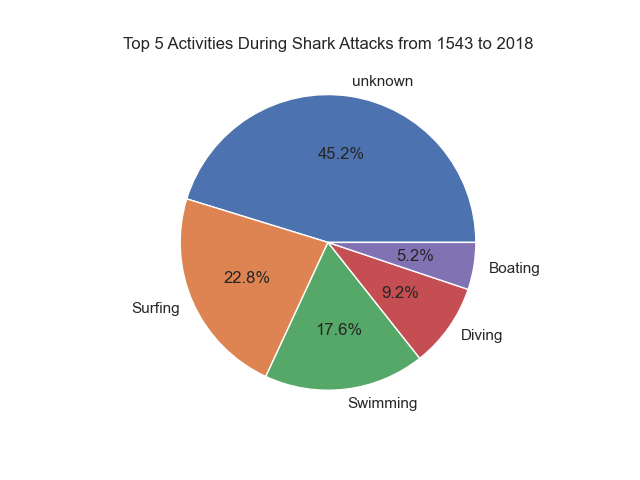 Top 5 Activities During Shark Attacks from 1543 to 2018
unknown
45.2%
5.2%
Boating
22.8%
9.2%
Surfing
17.6%
Diving
Swimming